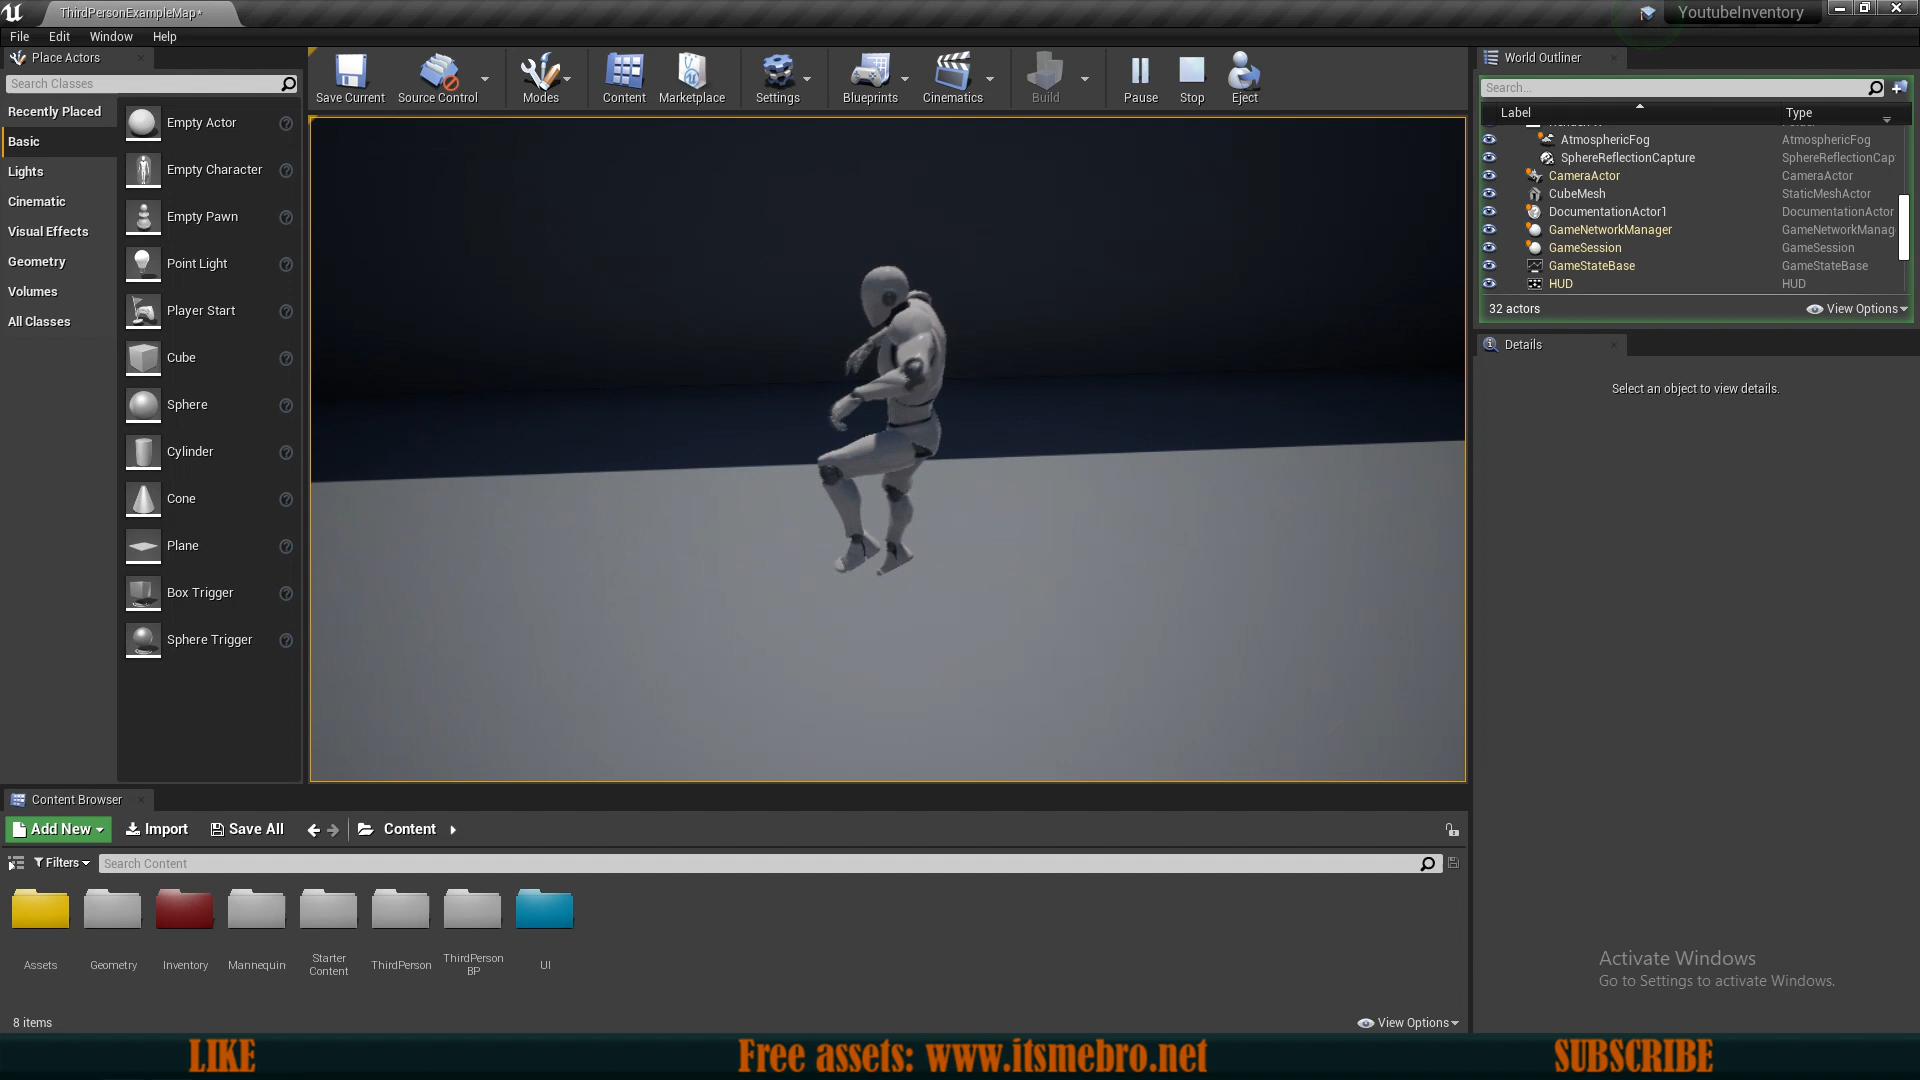 ThirdPersonExampleMap*
YoutubeInventory
File
Edit
Window
Help
Place Actors
Search Classes
Recently Placed
Basic
Lights
Cinematic
Visual Effects
Geometry
Volumes
All Classes
Empty Actor
Empty Character
Empty Pawn
Point Light
Player Start
Cube
Sphere
Cylinder
Cone
Plane
Box Trigger
Sphere Trigger
Save Current
Source Control
Modes
Content
Marketplace
Settings
Blueprints
Cinematics
Build
Pause
Stop
Eject
World Outliner
Search...
Label
Type
AtmosphericFog
AtmosphericFog
SphereReflectionCapture
SphereReflectionCap
CameraActor
CameraActor
CubeMesh
StaticMeshActor
DocumentationActor1
DocumentationActor
GameNetworkManager
GameNetworkManag
GameSession
GameSession
GameStateBase
GameStateBase
HUD
HUD
32 actors
View Options
Details
Select an object to view details.
Content Browser
Add New
Import
Save All
Content
Filters
Search Content
Assets
Geometry
Inventory
Mannequin
Starter
Content
ThirdPerson
ThirdPerson
BP
UI
8 items
View Options
Activate Windows
Go to Settings to activate Windows.
LIKE
Free assets: www.itsmebro.net
SUBSCRIBE